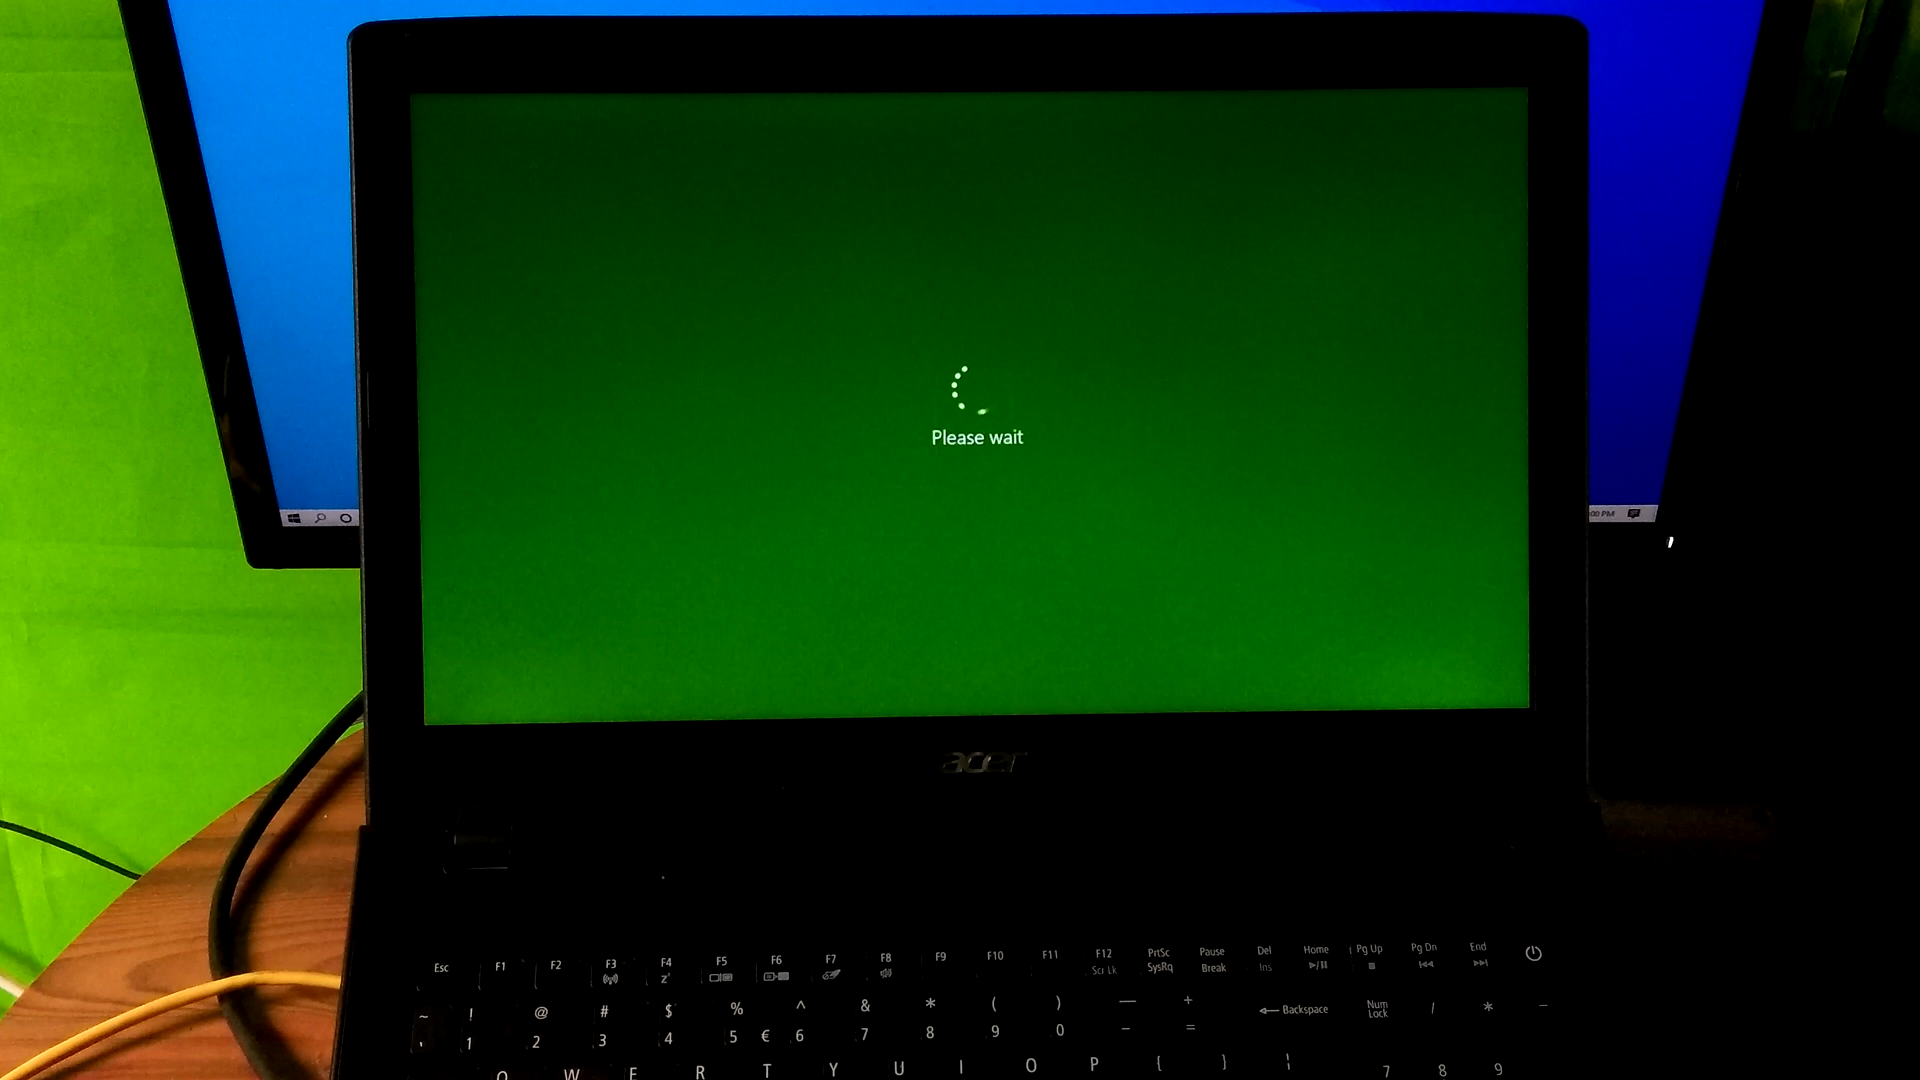 Please wait
00 PM
acer
Esc F1 F2 F3 F4 F5 F6 F7 F8 F9 F10 F11 F12 PrtSc Pause Del Home Pg Up Pg Dn End
z Scr Lk SysRq Break Ins
~ ! @ # $ % ^ & * ( ) — + ← Backspace Num Lock / * −
1 2 3 4 5 € 6 7 8 9 0 − =
Q W E R T Y U I O P { } 7 8 9